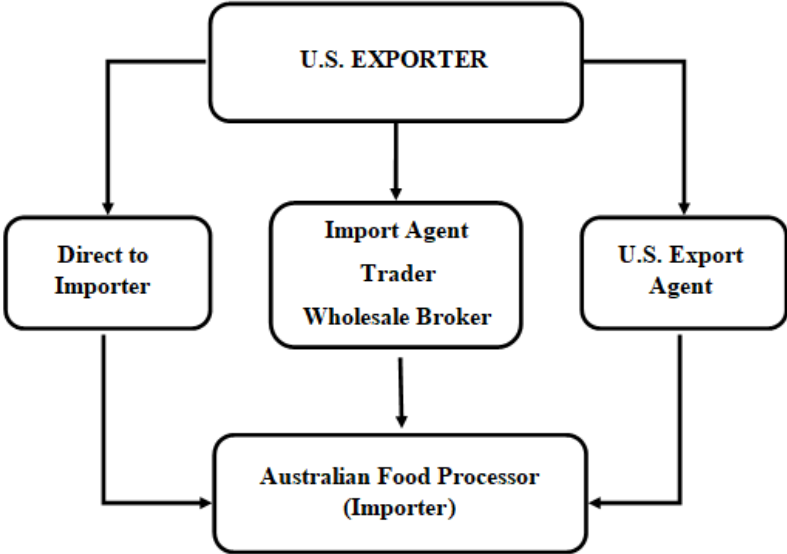 U.S. EXPORTER
Direct to
Importer
Import Agent
Trader
Wholesale Broker
U.S. Export
Agent
Australian Food Processor
(Importer)